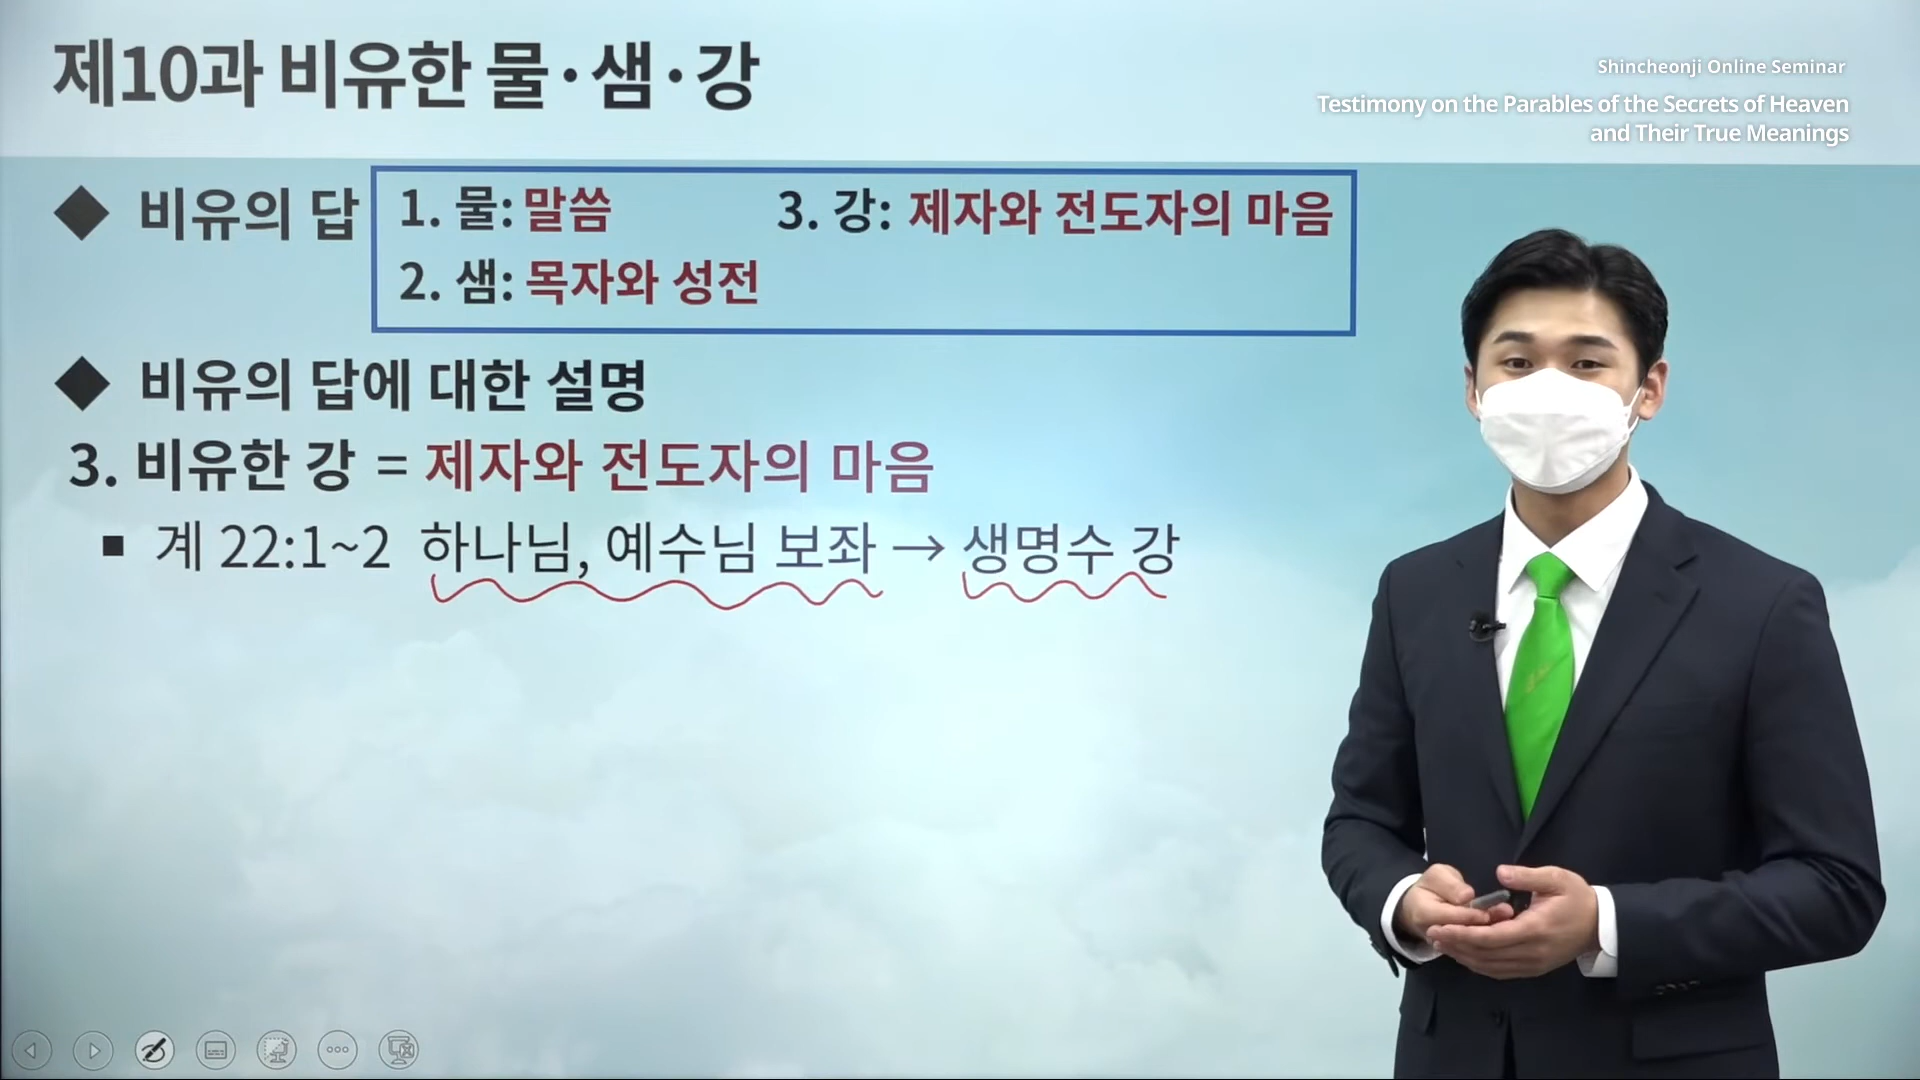 제10과 비유한 물·샘·강
Shincheonji Online Seminar
Testimony on the Parables of the Secrets of Heaven
and Their True Meanings
◆ 비유의 답
1. 물: 말씀
3. 강: 제자와 전도자의 마음
2. 샘: 목자와 성전
◆ 비유의 답에 대한 설명
3. 비유한 강 = 제자와 전도자의 마음
■ 계 22:1~2 하나님, 예수님 보좌 → 생명수 강